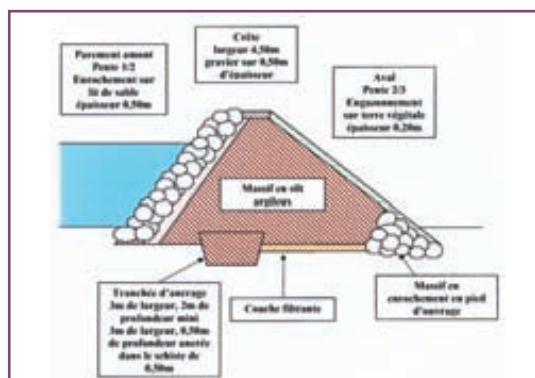 Parement amont
Pente 1/2
Enrochement sur
lit de sable
épaisseur 0,50m
Crête
largeur 4,50m
gravier sur 0,50m
d'épaisseur
Aval
Pente 2/3
Engazonnement
sur terre végétale
épaisseur 0,20m
Massif en silt
argileux
Tranchée d'ancrage
3m de largeur, 2m de
profondeur mini
3m de largeur, 0,50m
de profondeur ancrée
dans le schiste de
0,50m
Couche filtrante
Massif en
enrochement en pied
d'ouvrage